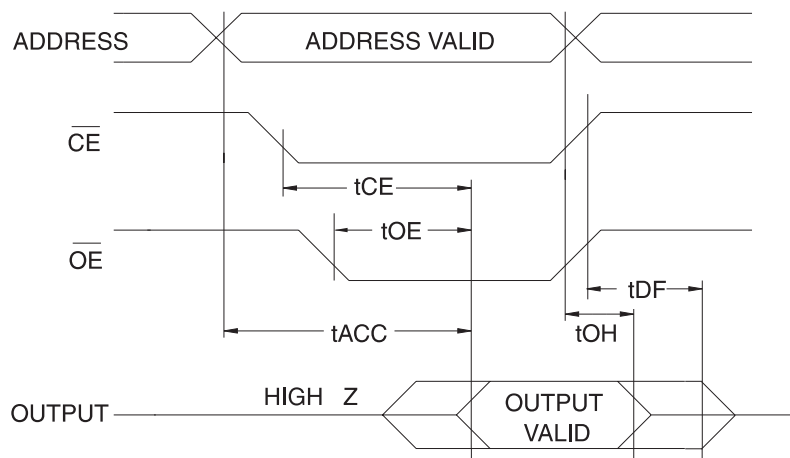 ADDRESS
ADDRESS VALID
CE
tCE
tOE
OE
tDF
tACC
tOH
HIGH Z
OUTPUT
OUTPUT
VALID